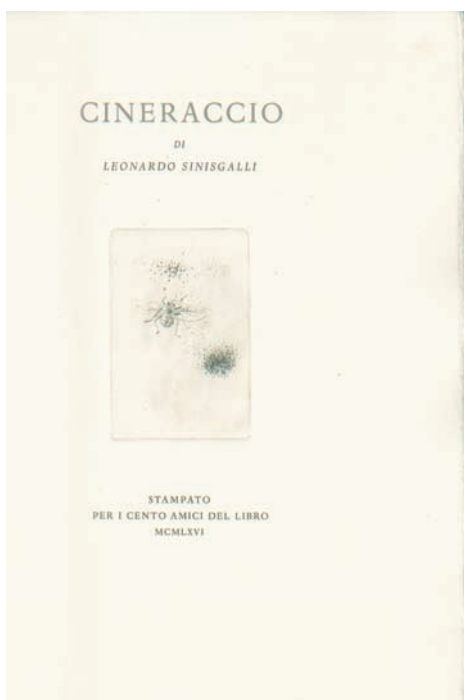 CINERACCIO
DI
LEONARDO SINISGALLI
STAMPATO
PER I CENTO AMICI DEL LIBRO
MCMLXVI